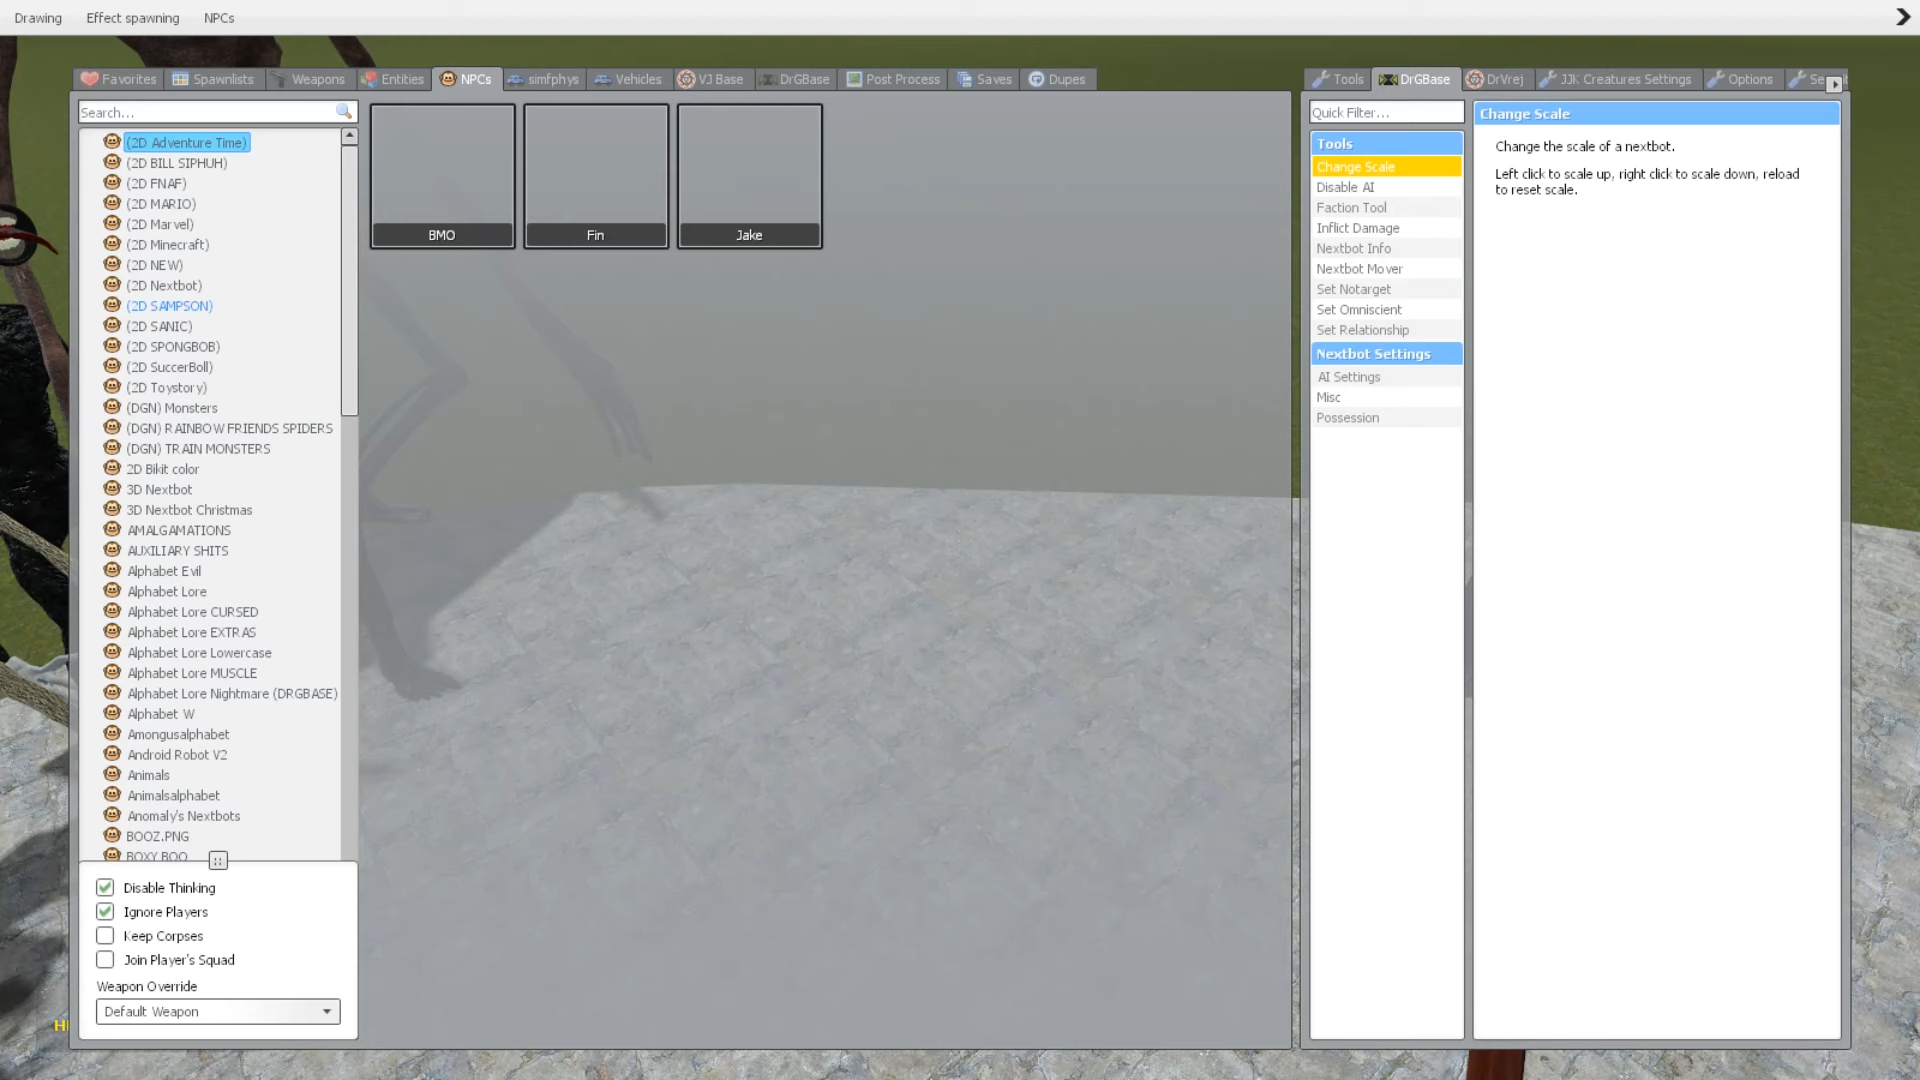 Drawing Effect spawning NPCs
Favorites Spawnlists Weapons Entities NPCs simfphys Vehicles VJ Base DrGBase Post Process Saves Dupes
Search...
(2D Adventure Time)
(2D BILL SIPHUH)
(2D FNAF)
(2D MARIO)
(2D Marvel)
(2D Minecraft)
(2D NEW)
(2D Nextbot)
(2D SAMPSON)
(2D SANIC)
(2D SPONGBOB)
(2D SuccerBoll)
(2D Toystory)
(DGN) Monsters
(DGN) RAINBOW FRIENDS SPIDERS
(DGN) TRAIN MONSTERS
2D Bikit color
3D Nextbot
3D Nextbot Christmas
AMALGAMATIONS
AUXILIARY SHITS
Alphabet Evil
Alphabet Lore
Alphabet Lore CURSED
Alphabet Lore EXTRAS
Alphabet Lore Lowercase
Alphabet Lore MUSCLE
Alphabet Lore Nightmare (DRGBASE)
Alphabet W
Amongusalphabet
Android Robot V2
Animals
Animalsalphabet
Anomaly's Nextbots
BOOZ.PNG
BOXY BOO
Disable Thinking
Ignore Players
Keep Corpses
Join Player's Squad
Weapon Override
Default Weapon
BMO Fin Jake
Tools DrGBase DrVrej JJK Creatures Settings Options
Quick Filter...
Tools
Change Scale
Disable AI
Faction Tool
Inflict Damage
Nextbot Info
Nextbot Mover
Set Notarget
Set Omniscient
Set Relationship
Nextbot Settings
AI Settings
Misc
Possession
Change Scale
Change the scale of a nextbot.
Left click to scale up, right click to scale down, reload
to reset scale.